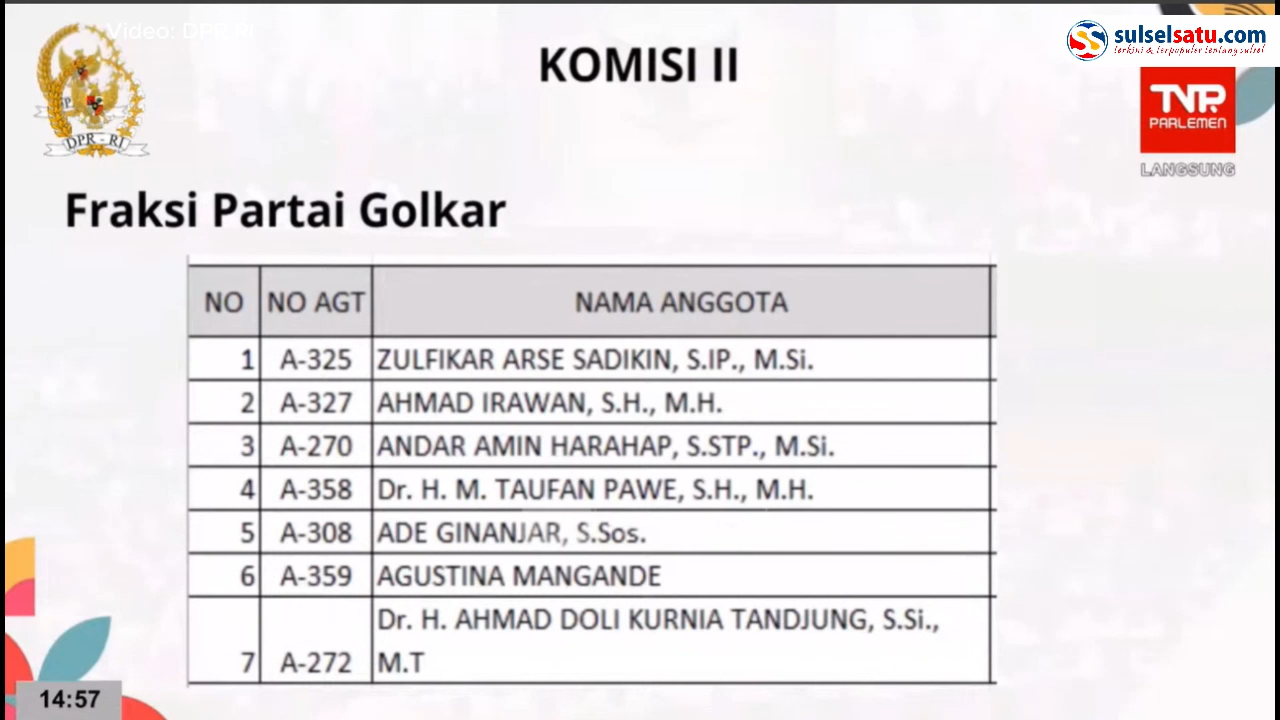 Video: DPR RI
sulselsatu.com
terkini & terpopuler tentang sulsel
KOMISI II
TVR
PARLEMEN
LANGSUNG
DPR - RI
Fraksi Partai Golkar
NO NO AGT NAMA ANGGOTA
1 A-325 ZULFIKAR ARSE SADIKIN, S.IP., M.Si.
2 A-327 AHMAD IRAWAN, S.H., M.H.
3 A-270 ANDAR AMIN HARAHAP, S.STP., M.Si.
4 A-358 Dr. H. M. TAUFAN PAWE, S.H., M.H.
5 A-308 ADE GINANJAR, S.Sos.
6 A-359 AGUSTINA MANGANDE
Dr. H. AHMAD DOLI KURNIA TANDJUNG, S.Si.,
7 A-272 M.T
14:57